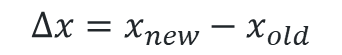 Δx = x_new − x_old